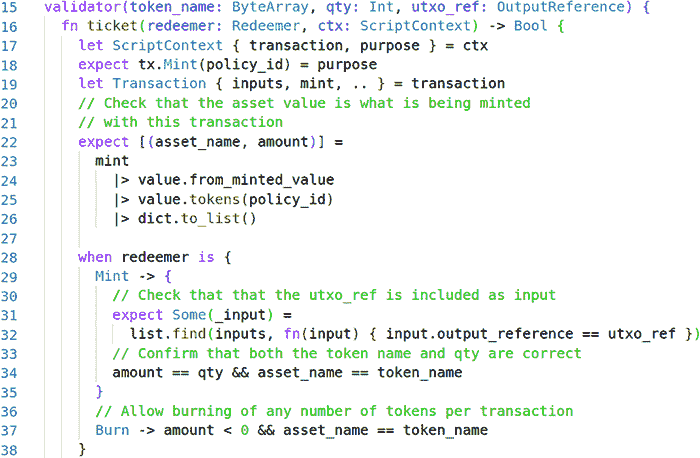 15 validator(token_name: ByteArray, qty: Int, utxo_ref: OutputReference) {
16   fn ticket(redeemer: Redeemer, ctx: ScriptContext) -> Bool {
17     let ScriptContext { transaction, purpose } = ctx
18     expect tx.Mint(policy_id) = purpose
19     let Transaction { inputs, mint, .. } = transaction
20     // Check that the asset value is what is being minted
21     // with this transaction
22     expect [(asset_name, amount)] =
23       mint
24         |> value.from_minted_value
25         |> value.tokens(policy_id)
26         |> dict.to_list()
27
28     when redeemer is {
29       Mint -> {
30         // Check that that the utxo_ref is included as input
31         expect Some(_input) =
32           list.find(inputs, fn(input) { input.output_reference == utxo_ref })
33         // Confirm that both the token name and qty are correct
34         amount == qty && asset_name == token_name
35       }
36       // Allow burning of any number of tokens per transaction
37       Burn -> amount < 0 && asset_name == token_name
38     }